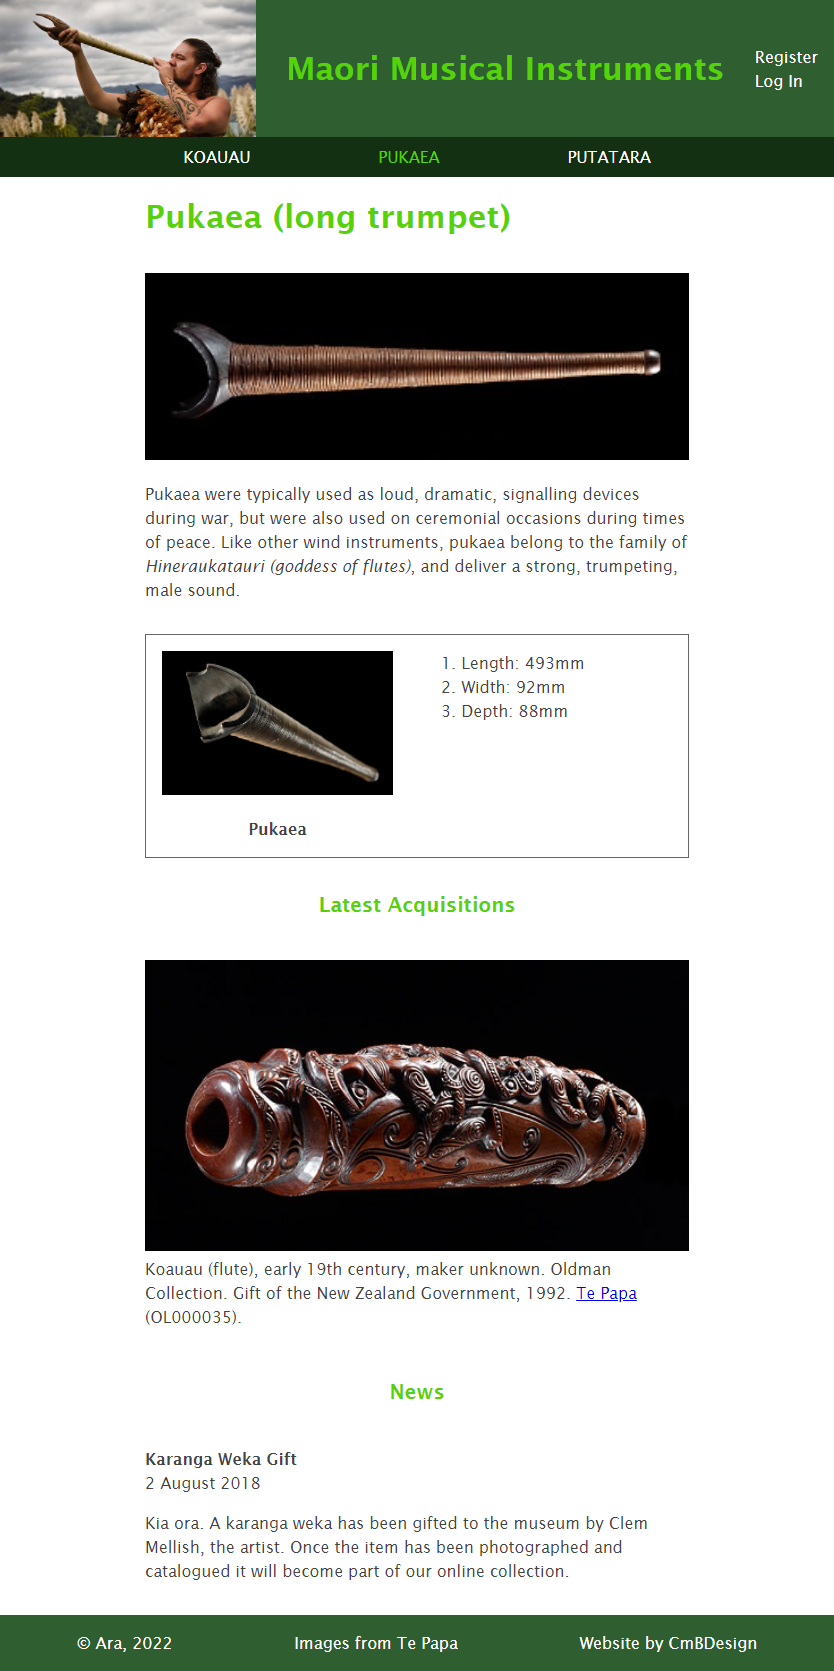 Maori Musical Instruments
Register
Log In
KOAUAU
PUKAEA
PUTATARA
Pukaea (long trumpet)
Pukaea were typically used as loud, dramatic, signalling devices
during war, but were also used on ceremonial occasions during times
of peace. Like other wind instruments, pukaea belong to the family of
Hineraukatauri (goddess of flutes), and deliver a strong, trumpeting,
male sound.
1. Length: 493mm
2. Width: 92mm
3. Depth: 88mm
Pukaea
Latest Acquisitions
Koauau (flute), early 19th century, maker unknown. Oldman
Collection. Gift of the New Zealand Government, 1992. Te Papa
(OL000035).
News
Karanga Weka Gift
2 August 2018
Kia ora. A karanga weka has been gifted to the museum by Clem
Mellish, the artist. Once the item has been photographed and
catalogued it will become part of our online collection.
© Ara, 2022
Images from Te Papa
Website by CmBDesign